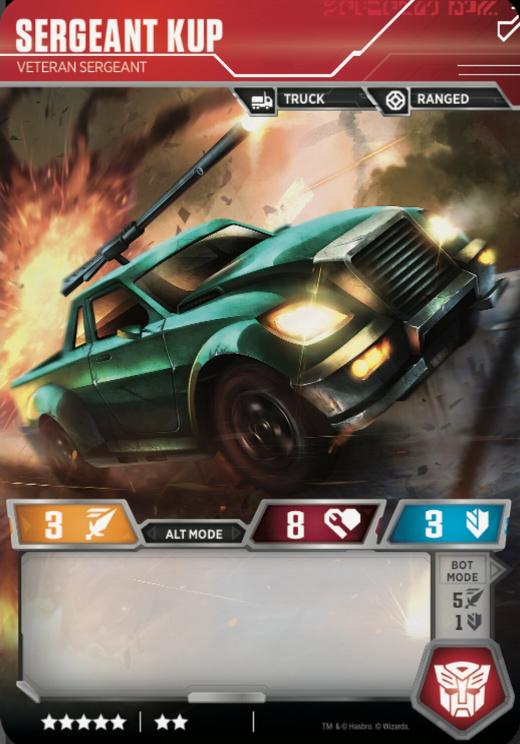 SERGEANT KUP
VETERAN SERGEANT
TRUCK RANGED
3 ALT MODE 8 3
BOT
MODE
5
1
TM & © Hasbro. © Wizards.